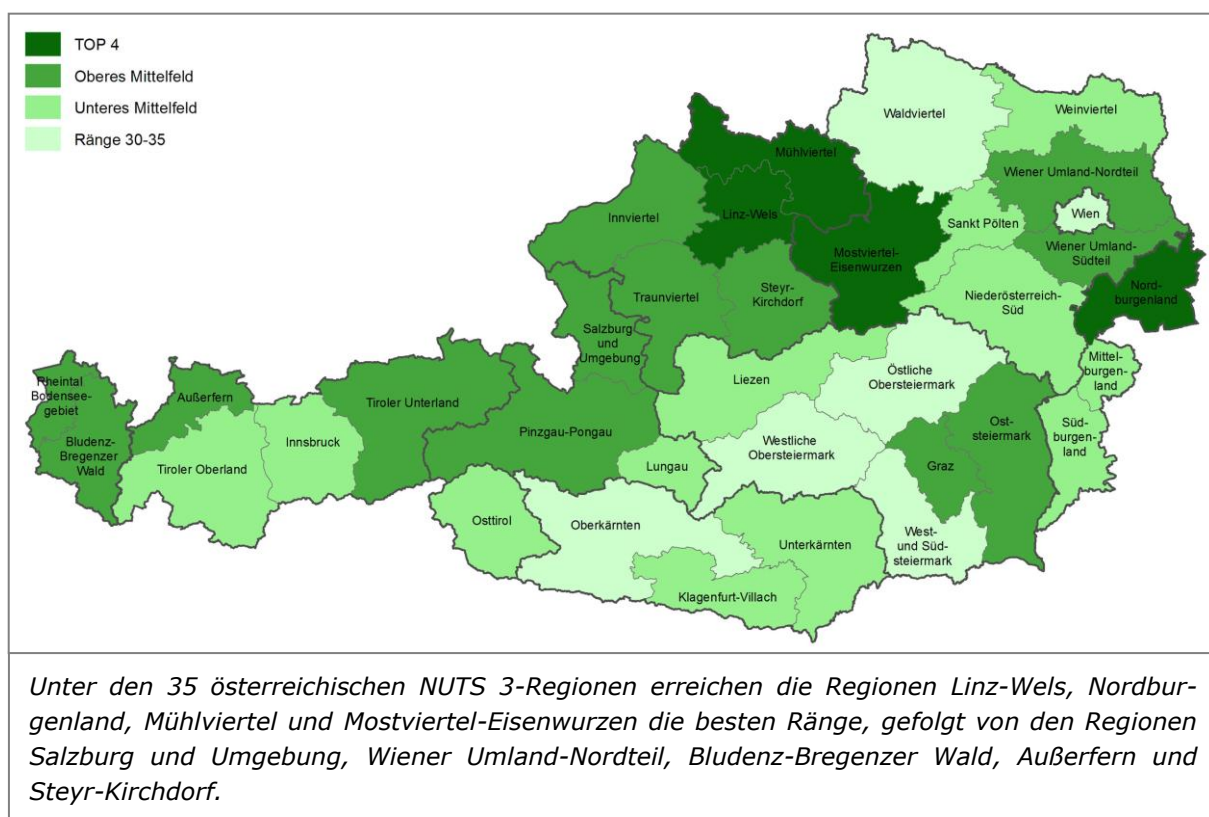 TOP 4
Oberes Mittelfeld
Unteres Mittelfeld
Ränge 30-35
Waldviertel
Weinviertel
Mühlviertel
Wiener Umland-Nordteil
Innviertel
Linz-Wels
Wien
Sankt Pölten
Mostviertel-
Eisenwurzen
Wiener Umland-
Südteil
Nord-
burgenland
Traunviertel
Steyr-
Kirchdorf
Niederösterreich-
Süd
Salzburg
und
Umgebung
Mittel-
burgen-
land
Rheintal
Bodensee-
gebiet
Außerfern
Tiroler Unterland
Liezen
Östliche
Obersteiermark
Bludenz-
Bregenzer
Wald
Innsbruck
Pinzgau-Pongau
Ost-
steiermark
Süd-
burgen-
land
Tiroler Oberland
Westliche
Obersteiermark
Lungau
Graz
Osttirol
Oberkärnten
Unterkärnten
West-
und Süd-
steiermark
Klagenfurt-Villach
Unter den 35 österreichischen NUTS 3-Regionen erreichen die Regionen Linz-Wels, Nordbur-
genland, Mühlviertel und Mostviertel-Eisenwurzen die besten Ränge, gefolgt von den Regionen
Salzburg und Umgebung, Wiener Umland-Nordteil, Bludenz-Bregenzer Wald, Außerfern und
Steyr-Kirchdorf.